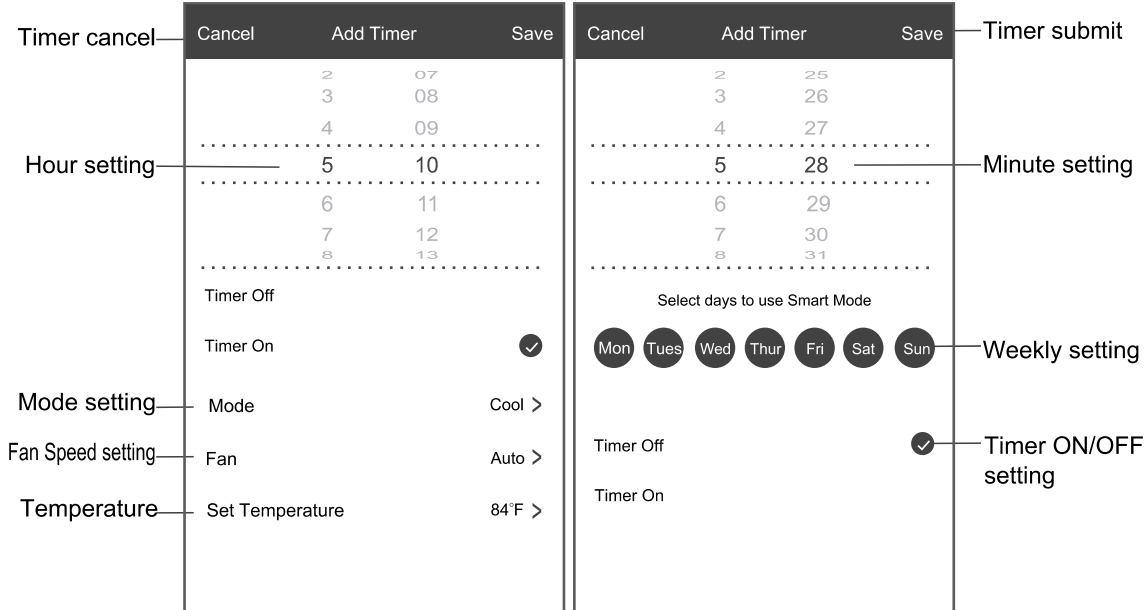 Timer cancel
Cancel Add Timer Save
2 07
3 08
4 09
Hour setting
5 10
6 11
7 12
8 13
Timer Off
Timer On
Mode setting
Mode Cool >
Fan Speed setting
Fan Auto >
Temperature
Set Temperature 84°F >
Cancel Add Timer Save
Timer submit
2 25
3 26
4 27
5 28
Minute setting
6 29
7 30
8 31
Select days to use Smart Mode
Mon Tues Wed Thur Fri Sat Sun
Weekly setting
Timer Off
Timer ON/OFF
setting
Timer On